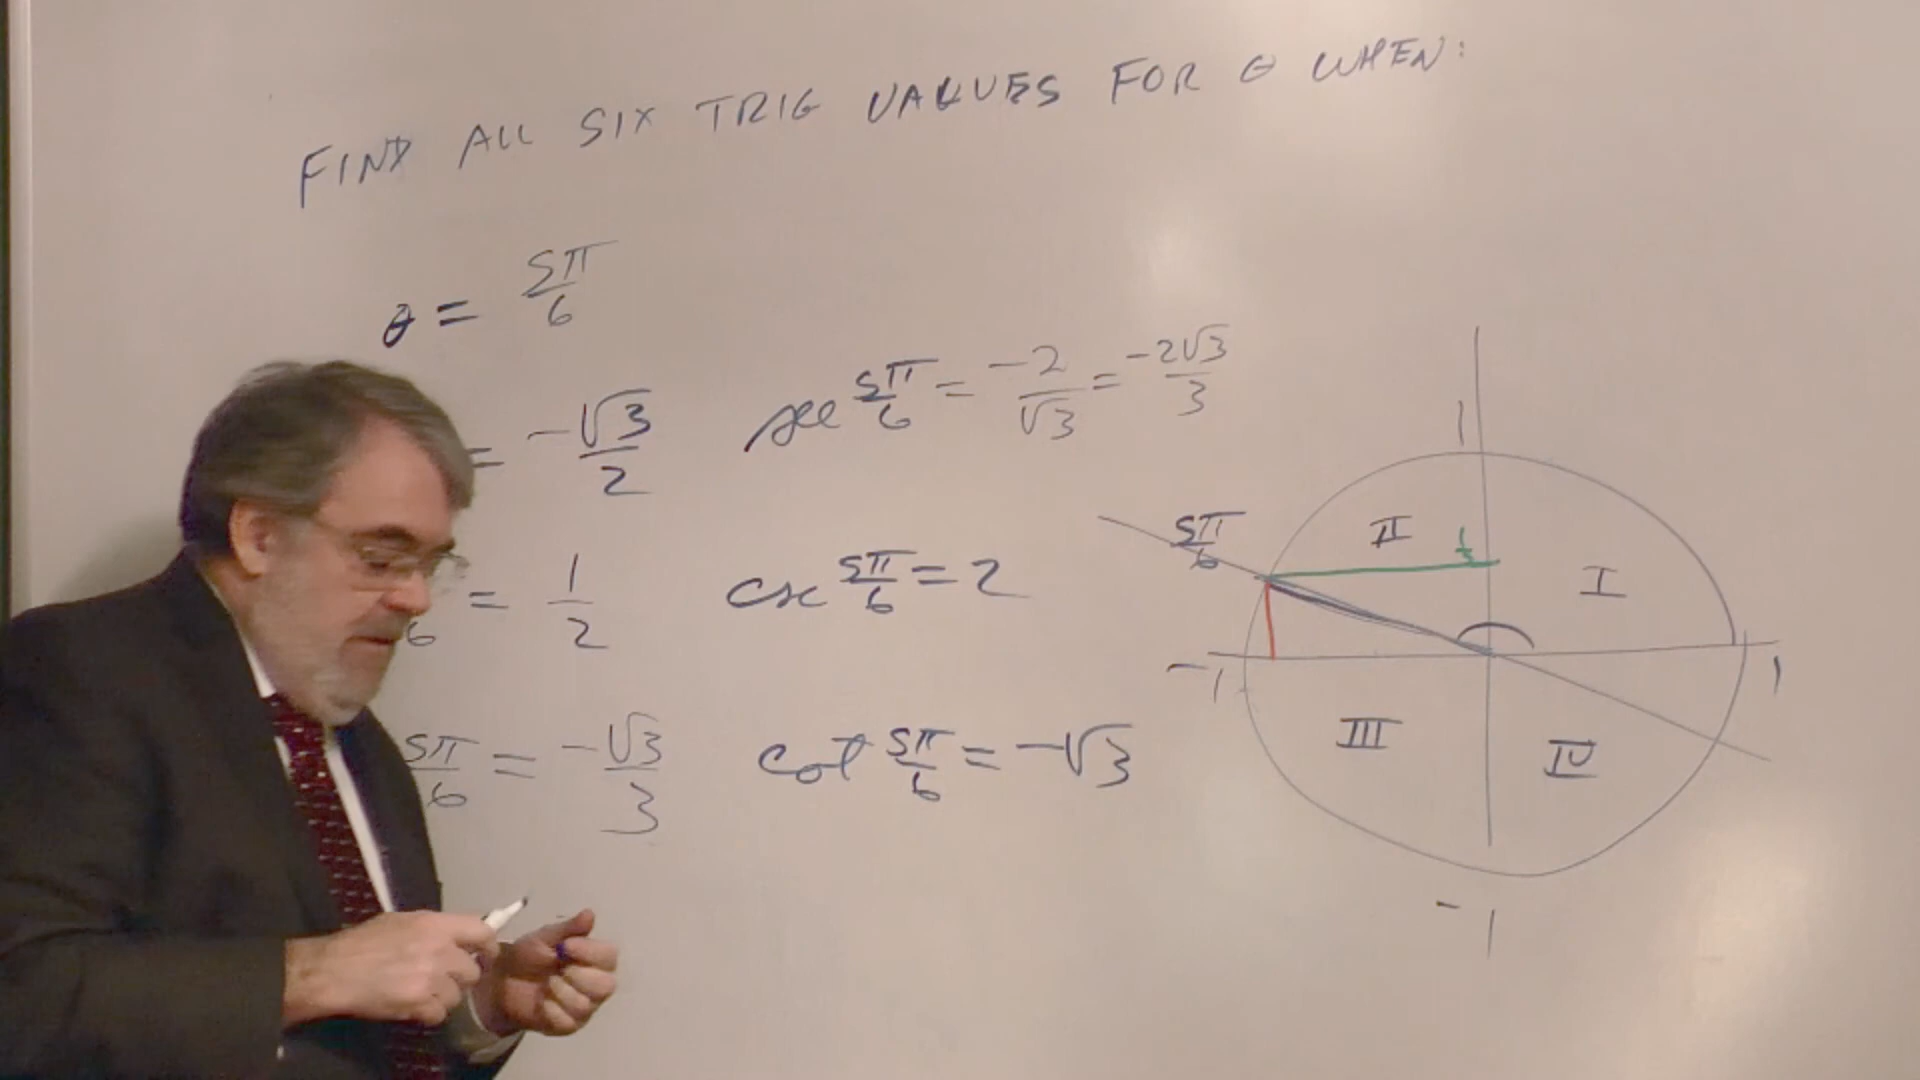 FIND ALL SIX TRIG VALUES FOR θ WHEN:
θ = 5π/6
= -√3/2
sec 5π/6 = -2/√3 = -2√3/3
6 = 1/2
csc 5π/6 = 2
5π/6 = -√3/3
cot 5π/6 = -√3
1
5π/6
II
I
-1
1
III
IV
-1